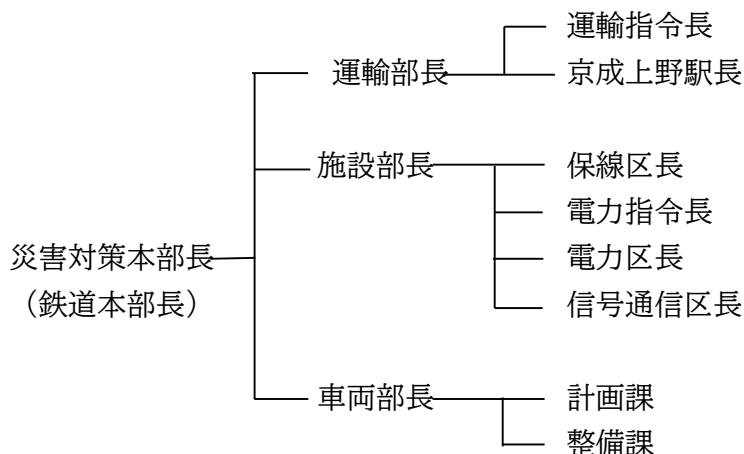 運輸指令長
運輸部長
京成上野駅長
施設部長
保線区長
電力指令長
災害対策本部長
電力区長
（鉄道本部長）
信号通信区長
車両部長
計画課
整備課